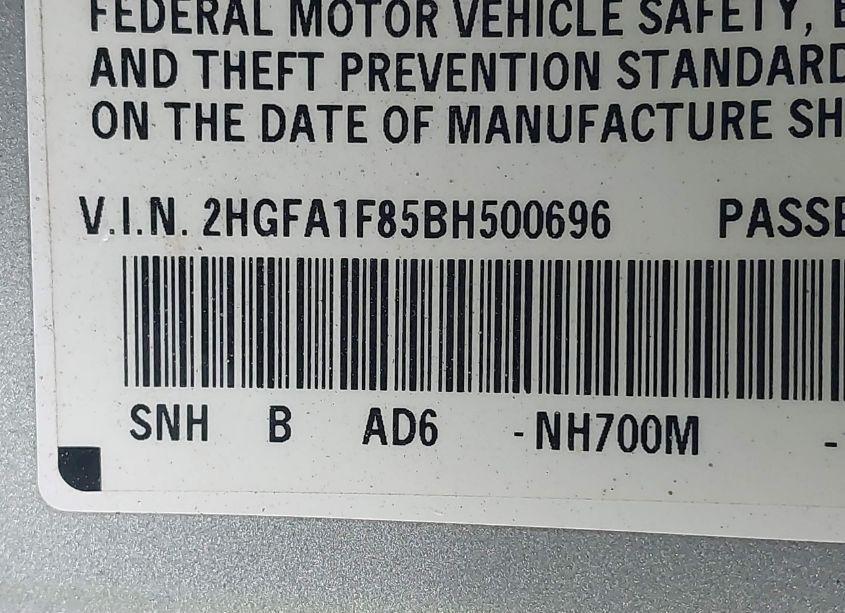 FEDERAL MOTOR VEHICLE SAFETY,
AND THEFT PREVENTION STANDARD
ON THE DATE OF MANUFACTURE SH
V.I.N. 2HGFA1F85BH500696 PASSE
SNH B AD6 -NH700M -